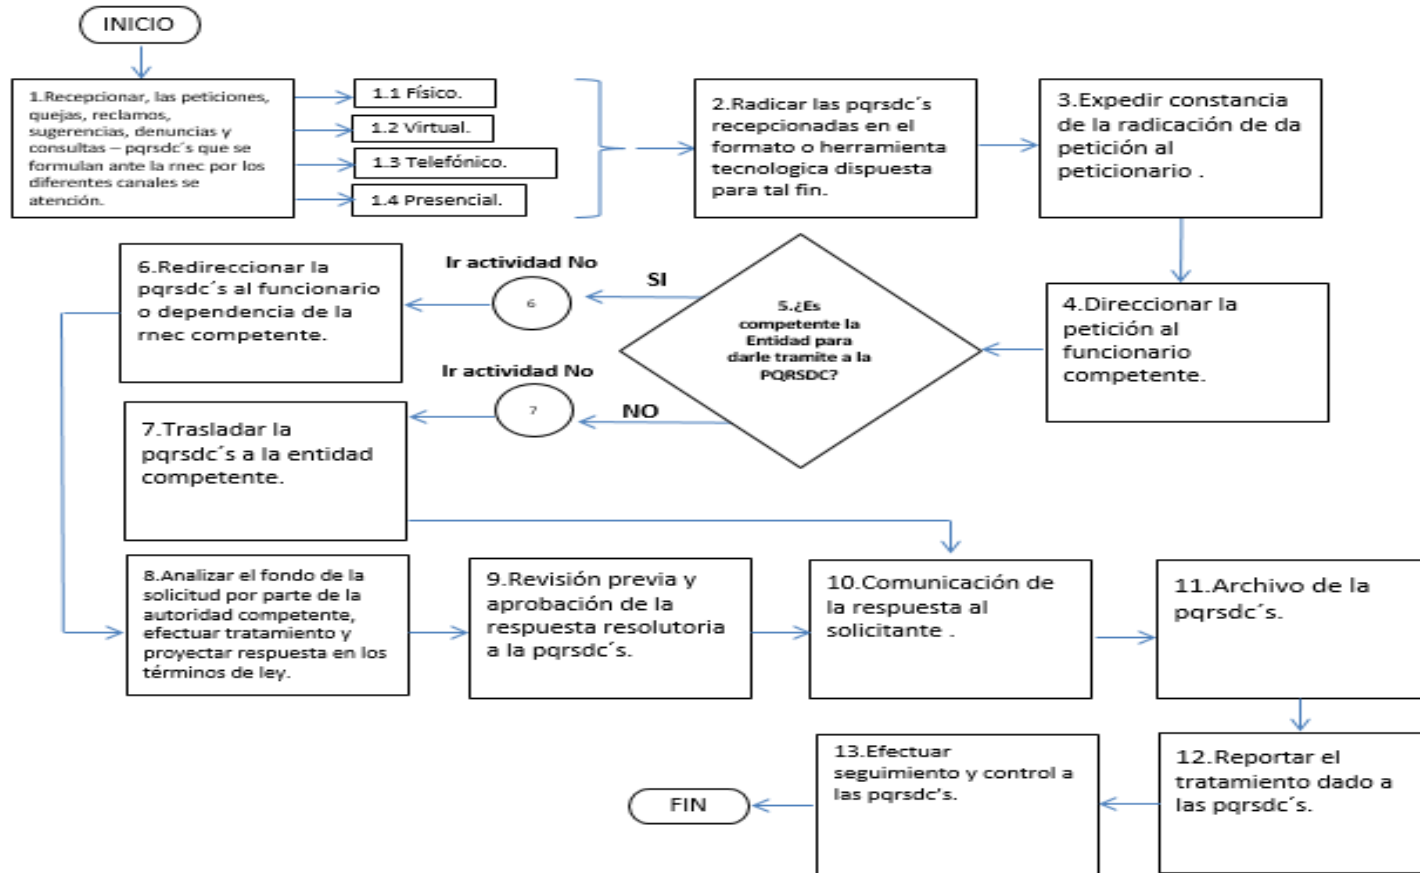 INICIO
1.Recepcionar, las peticiones,
quejas, reclamos,
sugerencias, denuncias y
consultas – pqrsdc´s que se
formulan ante la rnec por los
diferentes canales se
atención.
1.1 Físico.
1.2 Virtual.
1.3 Telefónico.
1.4 Presencial.
2.Radicar las pqrsdc´s
recepcionadas en el
formato o herramienta
tecnologica dispuesta
para tal fin.
3.Expedir constancia
de la radicación de da
petición al
peticionario .
4.Direccionar la
petición al
funcionario
competente.
5.¿Es
competente la
Entidad para
darle tramite a la
PQRSDC?
SI
Ir actividad No
6
6.Redireccionar la
pqrsdc´s al funcionario
o dependencia de la
rnec competente.
NO
Ir actividad No
7
7.Trasladar la
pqrsdc´s a la entidad
competente.
8.Analizar el fondo de la
solicitud por parte de la
autoridad competente,
efectuar tratamiento y
proyectar respuesta en los
términos de ley.
9.Revisión previa y
aprobación de la
respuesta resolutoria
a la pqrsdc´s.
10.Comunicación de
la respuesta al
solicitante .
11.Archivo de la
pqrsdc´s.
12.Reportar el
tratamiento dado a
las pqrsdc´s.
13.Efectuar
seguimiento y control a
las pqrsdc's.
FIN